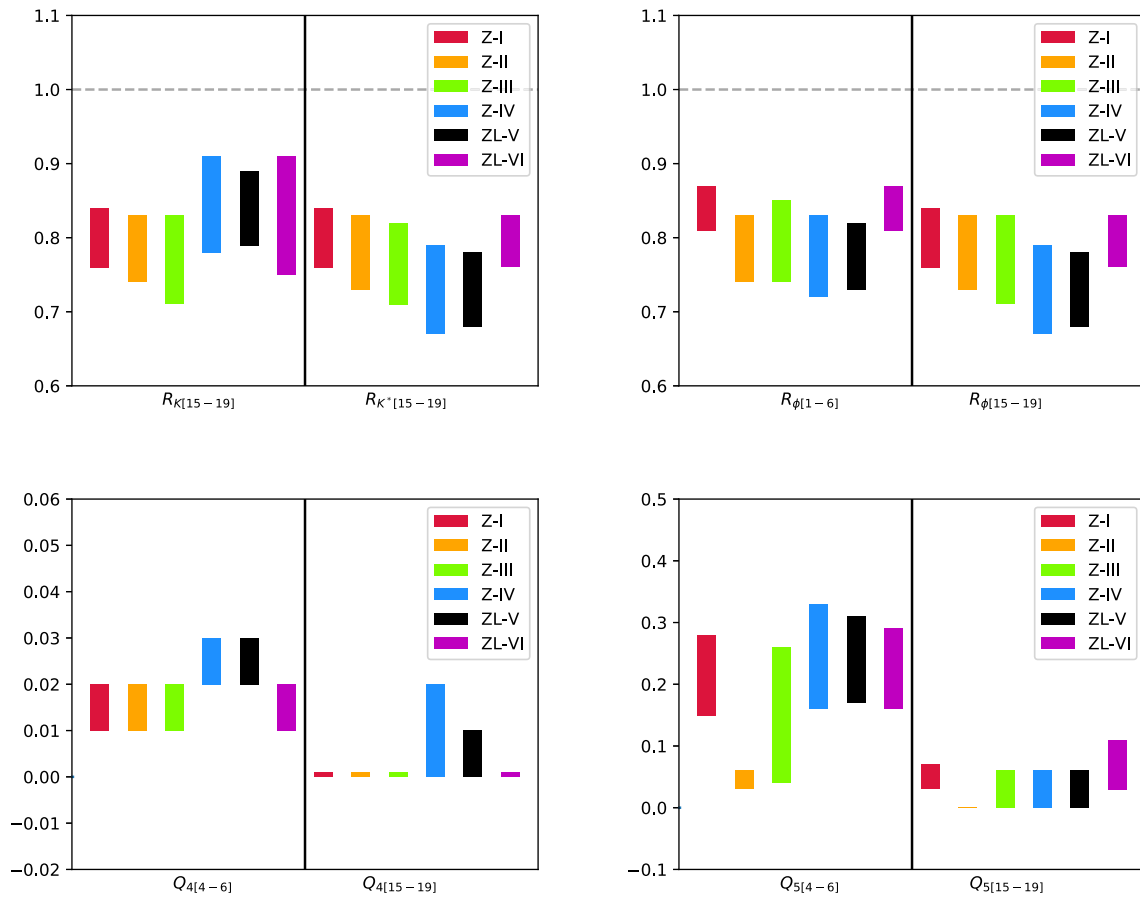 1.1
1.0
0.9
0.8
0.7
0.6
Z-I
Z-II
Z-III
Z-IV
ZL-V
ZL-VI
R_{K[15-19]}
R_{K^*[15-19]}
1.1
1.0
0.9
0.8
0.7
0.6
Z-I
Z-II
Z-III
Z-IV
ZL-V
ZL-VI
R_{ϕ[1-6]}
R_{ϕ[15-19]}
0.06
0.05
0.04
0.03
0.02
0.01
0.00
−0.01
−0.02
Z-I
Z-II
Z-III
Z-IV
ZL-V
ZL-VI
Q_{4[4-6]}
Q_{4[15-19]}
0.5
0.4
0.3
0.2
0.1
0.0
−0.1
Z-I
Z-II
Z-III
Z-IV
ZL-V
ZL-VI
Q_{5[4-6]}
Q_{5[15-19]}